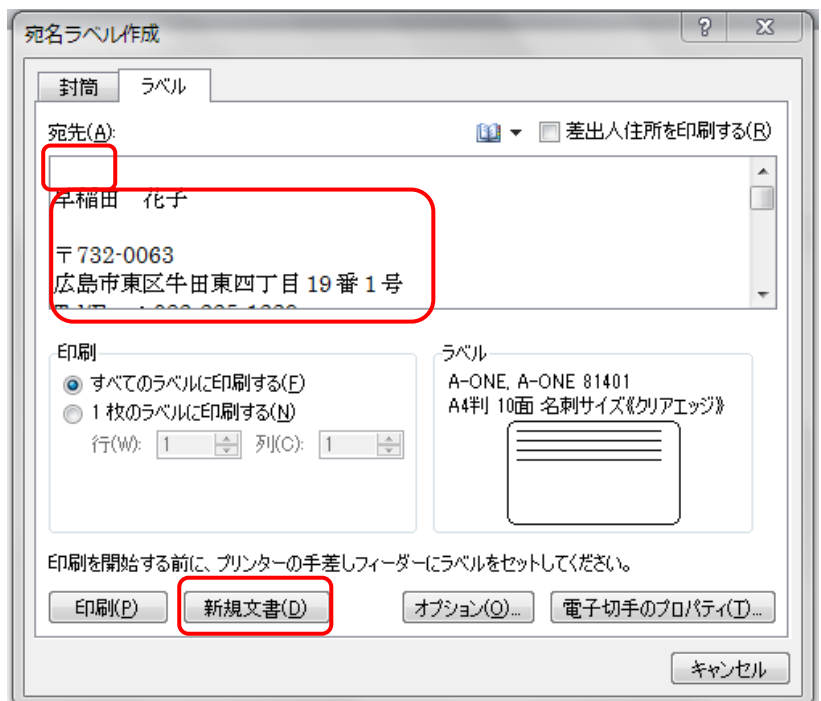 宛名ラベル作成
封筒 ラベル
宛先(A): 差出人住所を印刷する(R)
早稲田 花子
〒732-0063
広島市東区牛田東四丁目19番1号
印刷
すべてのラベルに印刷する(F)
1 枚のラベルに印刷する(N)
行(W): 1 列(C): 1
ラベル
A-ONE, A-ONE 81401
A4判 10面 名刺サイズ《クリアエッジ》
印刷を開始する前に、プリンターの手差しフィーダーにラベルをセットしてください。
印刷(P) 新規文書(D) オプション(O)... 電子切手のプロパティ(T)...
キャンセル